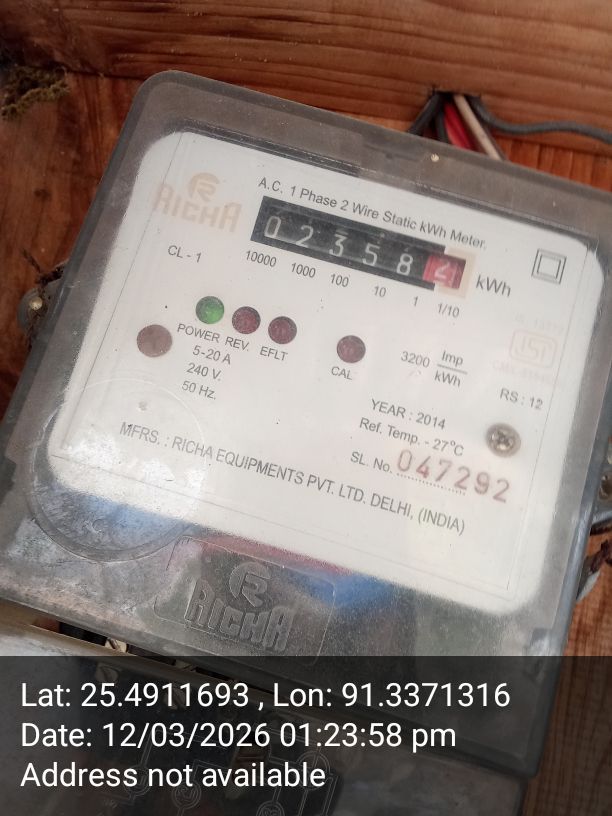 RICHA
A.C. 1 Phase 2 Wire Static kWh Meter.
0 2 3 5 8 2 kWh
CL - 1
10000 1000 100 10 1 1/10
POWER REV. EFLT CAL
5-20 A
240 V.
50 Hz.
3200 Imp/kWh
RS : 12
YEAR : 2014
Ref. Temp. - 27°C
SL. No. 047292
MFRS. : RICHA EQUIPMENTS PVT. LTD. DELHI, (INDIA)
RICHA
Lat: 25.4911693 , Lon: 91.3371316
Date: 12/03/2026 01:23:58 pm
Address not available